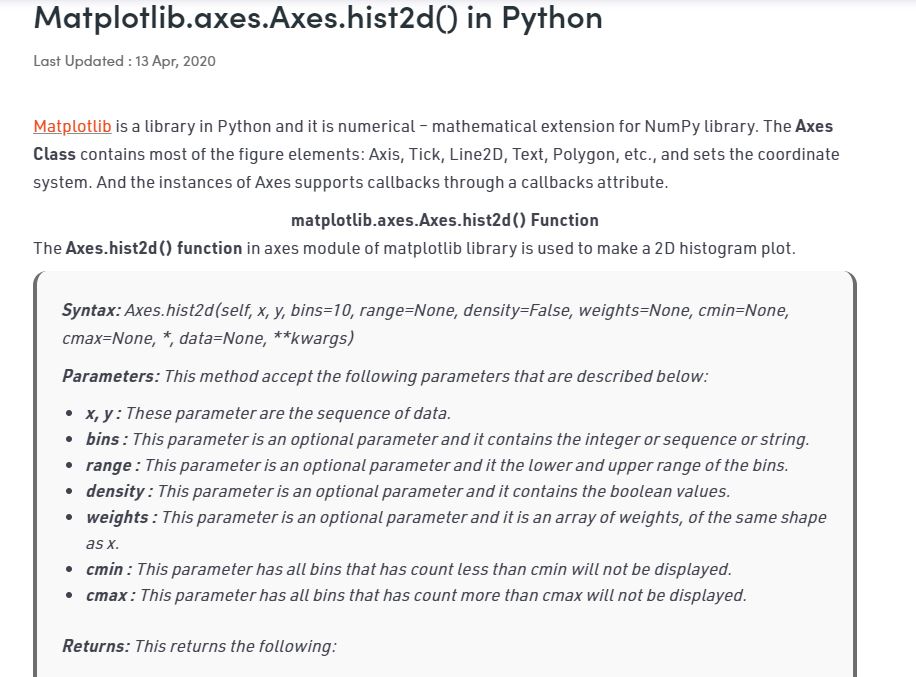 Matplotlib.axes.Axes.hist2d() in Python
Last Updated : 13 Apr, 2020
Matplotlib is a library in Python and it is numerical – mathematical extension for NumPy library. The Axes
Class contains most of the figure elements: Axis, Tick, Line2D, Text, Polygon, etc., and sets the coordinate
system. And the instances of Axes supports callbacks through a callbacks attribute.
matplotlib.axes.Axes.hist2d() Function
The Axes.hist2d() function in axes module of matplotlib library is used to make a 2D histogram plot.
Syntax: Axes.hist2d(self, x, y, bins=10, range=None, density=False, weights=None, cmin=None,
cmax=None, *, data=None, **kwargs)
Parameters: This method accept the following parameters that are described below:
• x, y : These parameter are the sequence of data.
• bins : This parameter is an optional parameter and it contains the integer or sequence or string.
• range : This parameter is an optional parameter and it the lower and upper range of the bins.
• density : This parameter is an optional parameter and it contains the boolean values.
• weights : This parameter is an optional parameter and it is an array of weights, of the same shape
as x.
• cmin : This parameter has all bins that has count less than cmin will not be displayed.
• cmax : This parameter has all bins that has count more than cmax will not be displayed.
Returns: This returns the following: